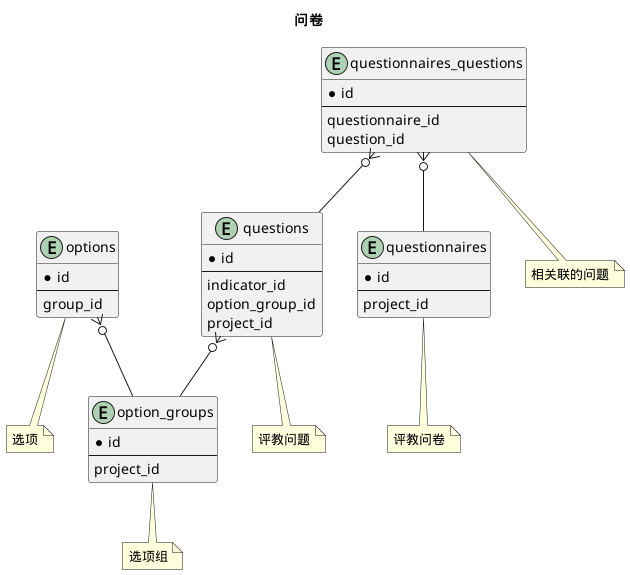 问卷
E questionnaires_questions
* id
questionnaire_id
question_id
E options
* id
group_id
E questions
* id
indicator_id
option_group_id
project_id
E questionnaires
* id
project_id
相关联的问题
选项
E option_groups
* id
project_id
评教问题
评教问卷
选项组